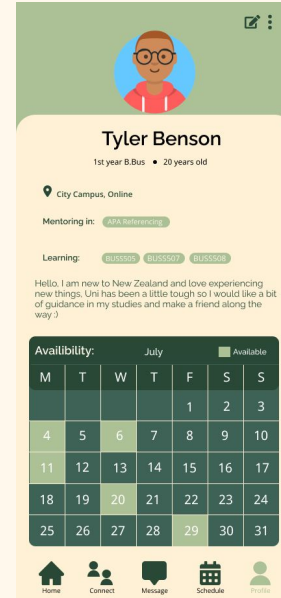 Tyler Benson
1st year B.Bus • 20 years old
City Campus, Online
Mentoring in: APA Referencing
Learning: BUSS505 BUSS507 BUSS508
Hello, I am new to New Zealand and love experiencing
new things, Uni has been a little tough so I would like a bit
of guidance in my studies and make a friend along the
way :)
Availibility: July Available
M T W T F S S
1 2 3
4 5 6 7 8 9 10
11 12 13 14 15 16 17
18 19 20 21 22 23 24
25 26 27 28 29 30 31
Home Connect Message Schedule Profile